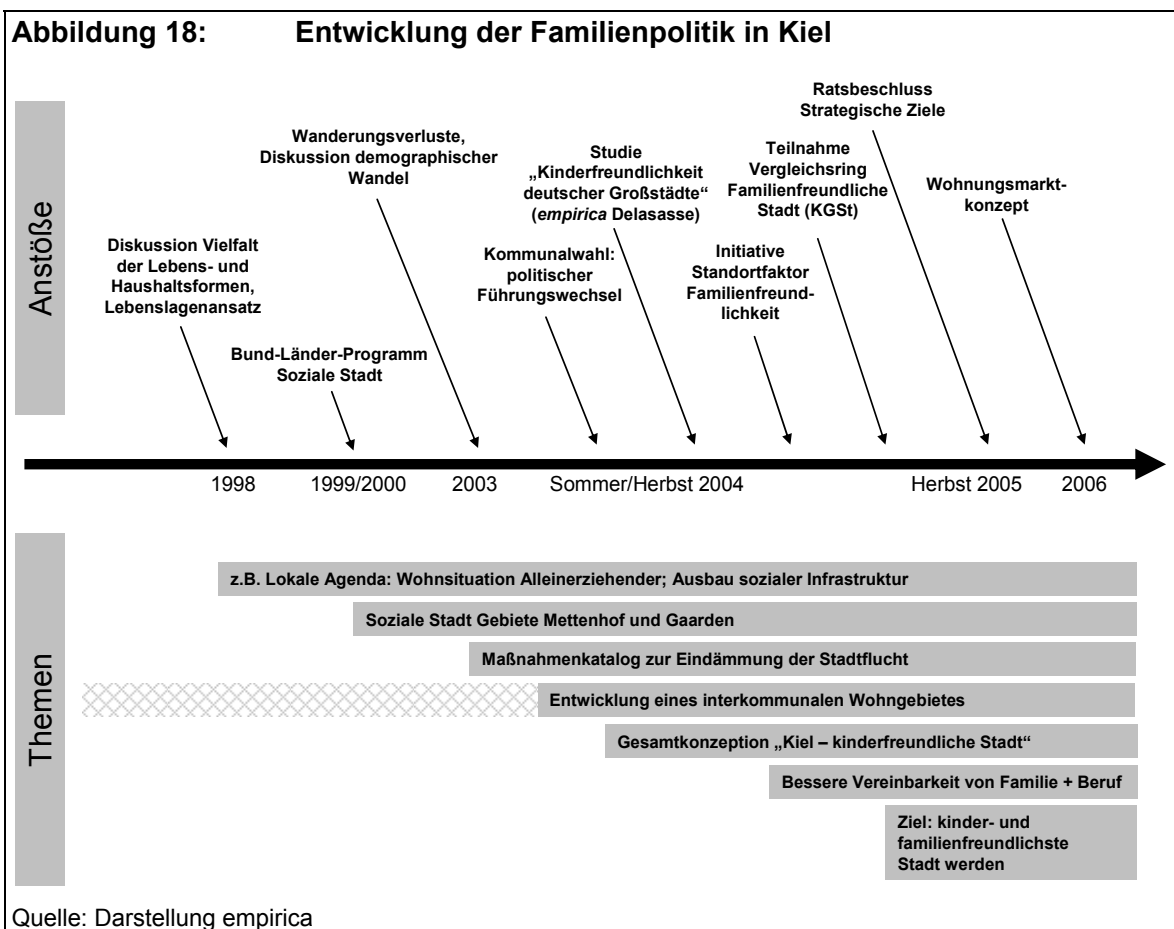 Abbildung 18: Entwicklung der Familienpolitik in Kiel
Anstöße
Diskussion Vielfalt
der Lebens- und
Haushaltsformen,
Lebenslagenansatz
Bund-Länder-Programm
Soziale Stadt
Wanderungsverluste,
Diskussion demographischer
Wandel
Kommunalwahl:
politischer
Führungswechsel
Studie
„Kinderfreundlichkeit
deutscher Großstädte“
(empirica Delasasse)
Initiative
Standortfaktor
Familienfreund-
lichkeit
Teilnahme
Vergleichsring
Familienfreundliche
Stadt (KGSt)
Ratsbeschluss
Strategische Ziele
Wohnungsmarkt-
konzept
1998 1999/2000 2003 Sommer/Herbst 2004 Herbst 2005 2006
Themen
z.B. Lokale Agenda: Wohnsituation Alleinerziehender; Ausbau sozialer Infrastruktur
Soziale Stadt Gebiete Mettenhof und Gaarden
Maßnahmenkatalog zur Eindämmung der Stadtflucht
Entwicklung eines interkommunalen Wohngebietes
Gesamtkonzeption „Kiel – kinderfreundliche Stadt“
Bessere Vereinbarkeit von Familie + Beruf
Ziel: kinder- und
familienfreundlichste
Stadt werden
Quelle: Darstellung empirica